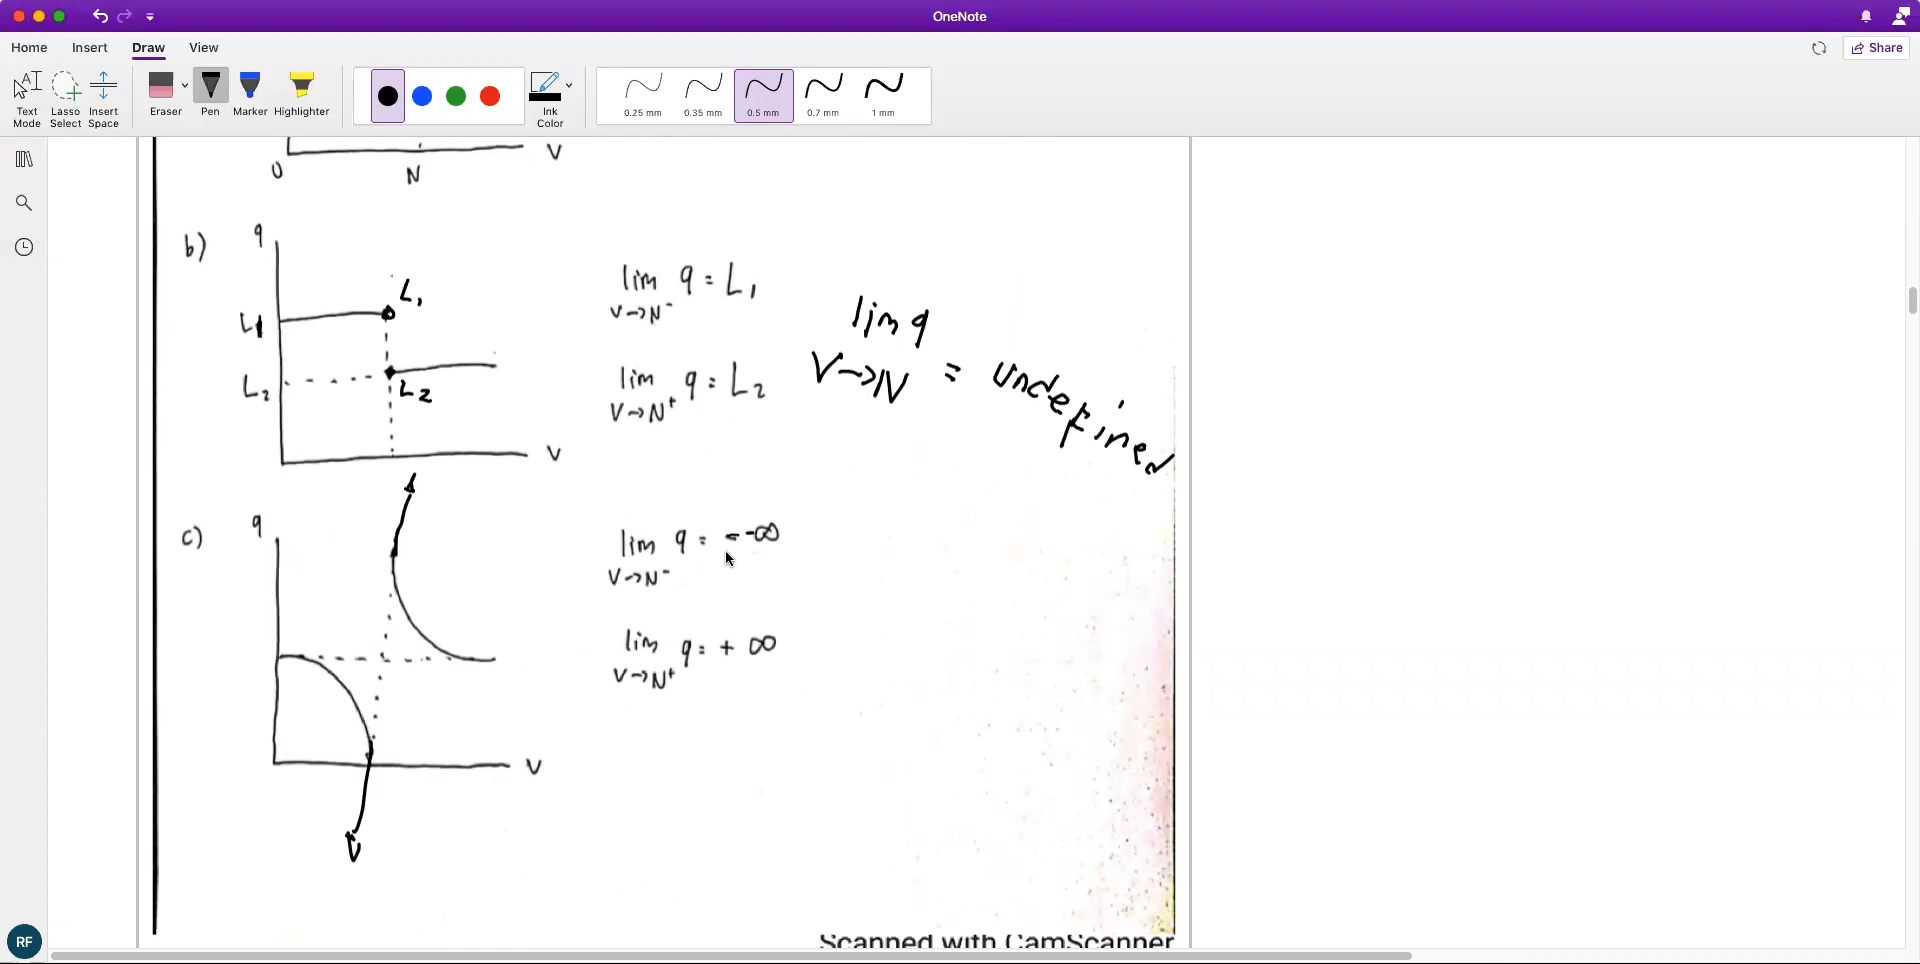 OneNote
Home Insert Draw View
Share
Text Mode
Lasso Select
Insert Space
Eraser
Pen
Marker
Highlighter
Ink Color
0.25 mm
0.35 mm
0.5 mm
0.7 mm
1 mm
V
0 N
b) q
L1
L1
L2
L2
V
lim q = L1
V→N⁻
lim q = L2
V→N⁺
lim q
V→N = undefined
c) q
V
lim q = - -∞
V→N⁻
lim q = + ∞
V→N⁺
Scanned with CamScanner
RF